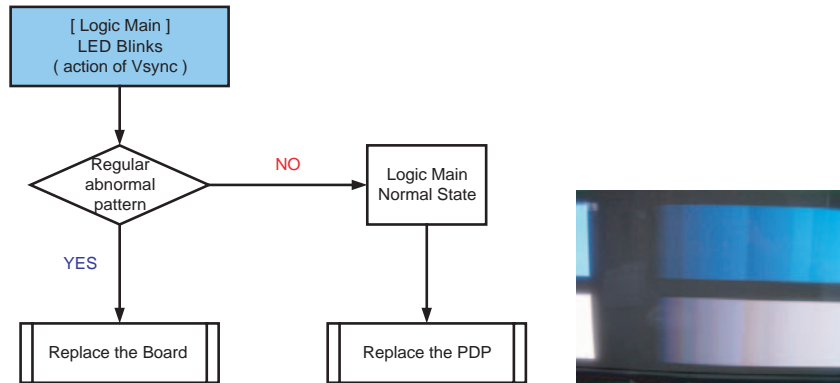 [ Logic Main ]
LED Blinks
( action of Vsync )
Regular
abnormal
pattern
NO
Logic Main
Normal State
YES
Replace the Board
Replace the PDP